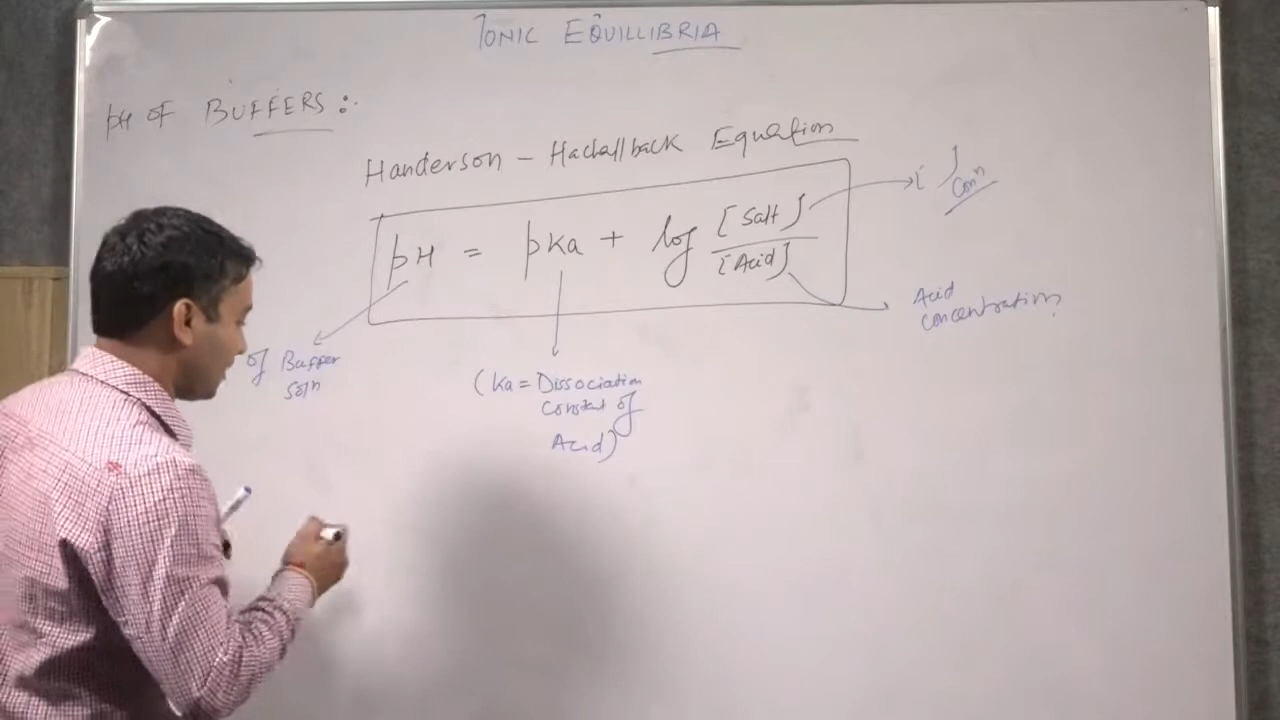 IONIC EQUILLIBRIA
pH OF BUFFERS :.
Handerson - Hackallback Equation
pH = pKa + log [Salt] / [Acid]
[ ] Conⁿ
Acid concentration
of Buffer solⁿ
(Ka = Dissociation
Constant of
Acid)